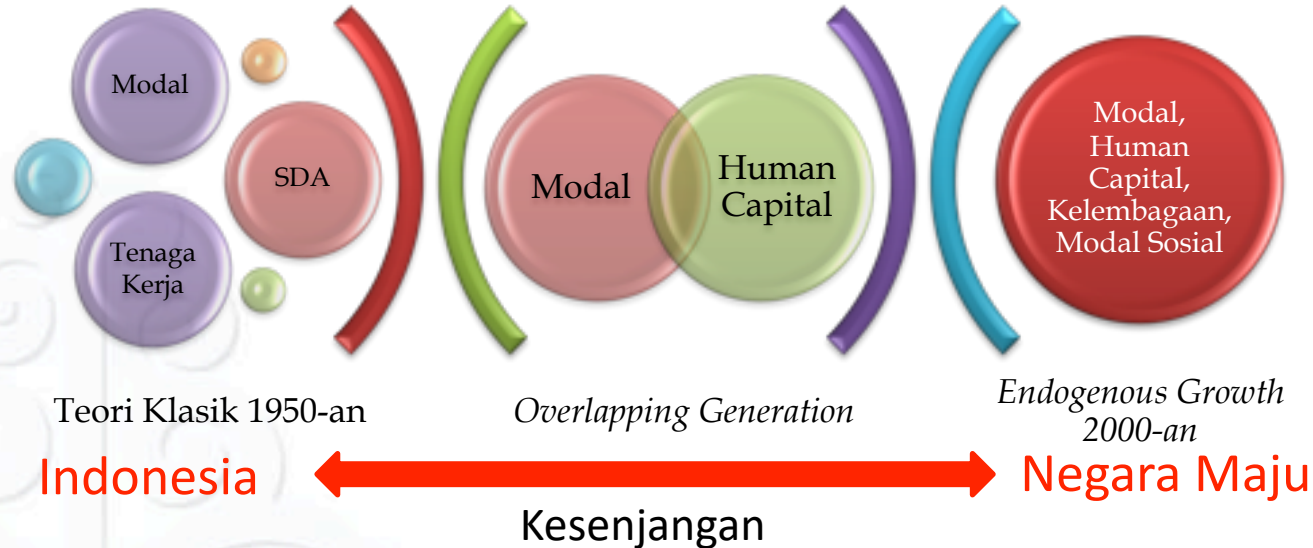 Modal
SDA
Tenaga
Kerja
Modal
Human
Capital
Modal,
Human
Capital,
Kelembagaan,
Modal Sosial
Teori Klasik 1950-an
Overlapping Generation
Endogenous Growth
2000-an
Indonesia
Negara Maju
Kesenjangan